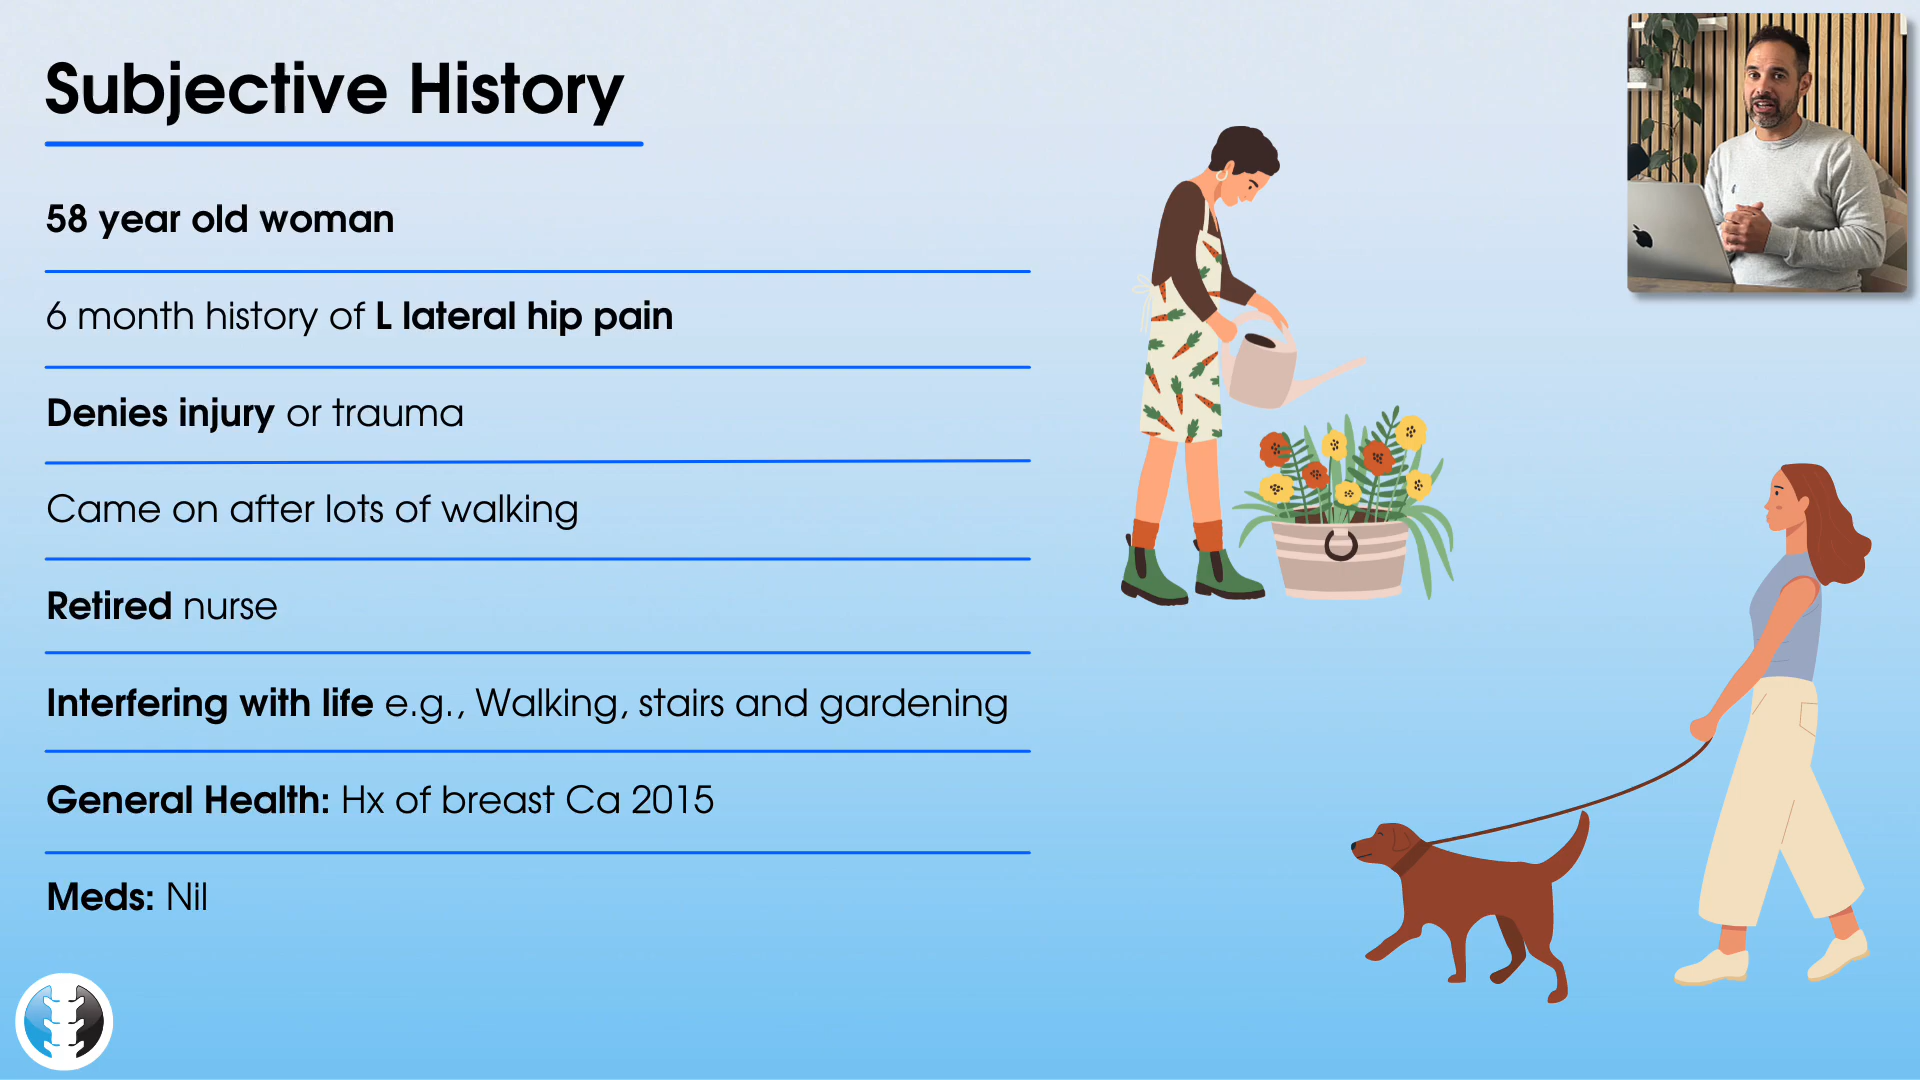 Subjective History
58 year old woman
6 month history of L lateral hip pain
Denies injury or trauma
Came on after lots of walking
Retired nurse
Interfering with life e.g., Walking, stairs and gardening
General Health: Hx of breast Ca 2015
Meds: Nil